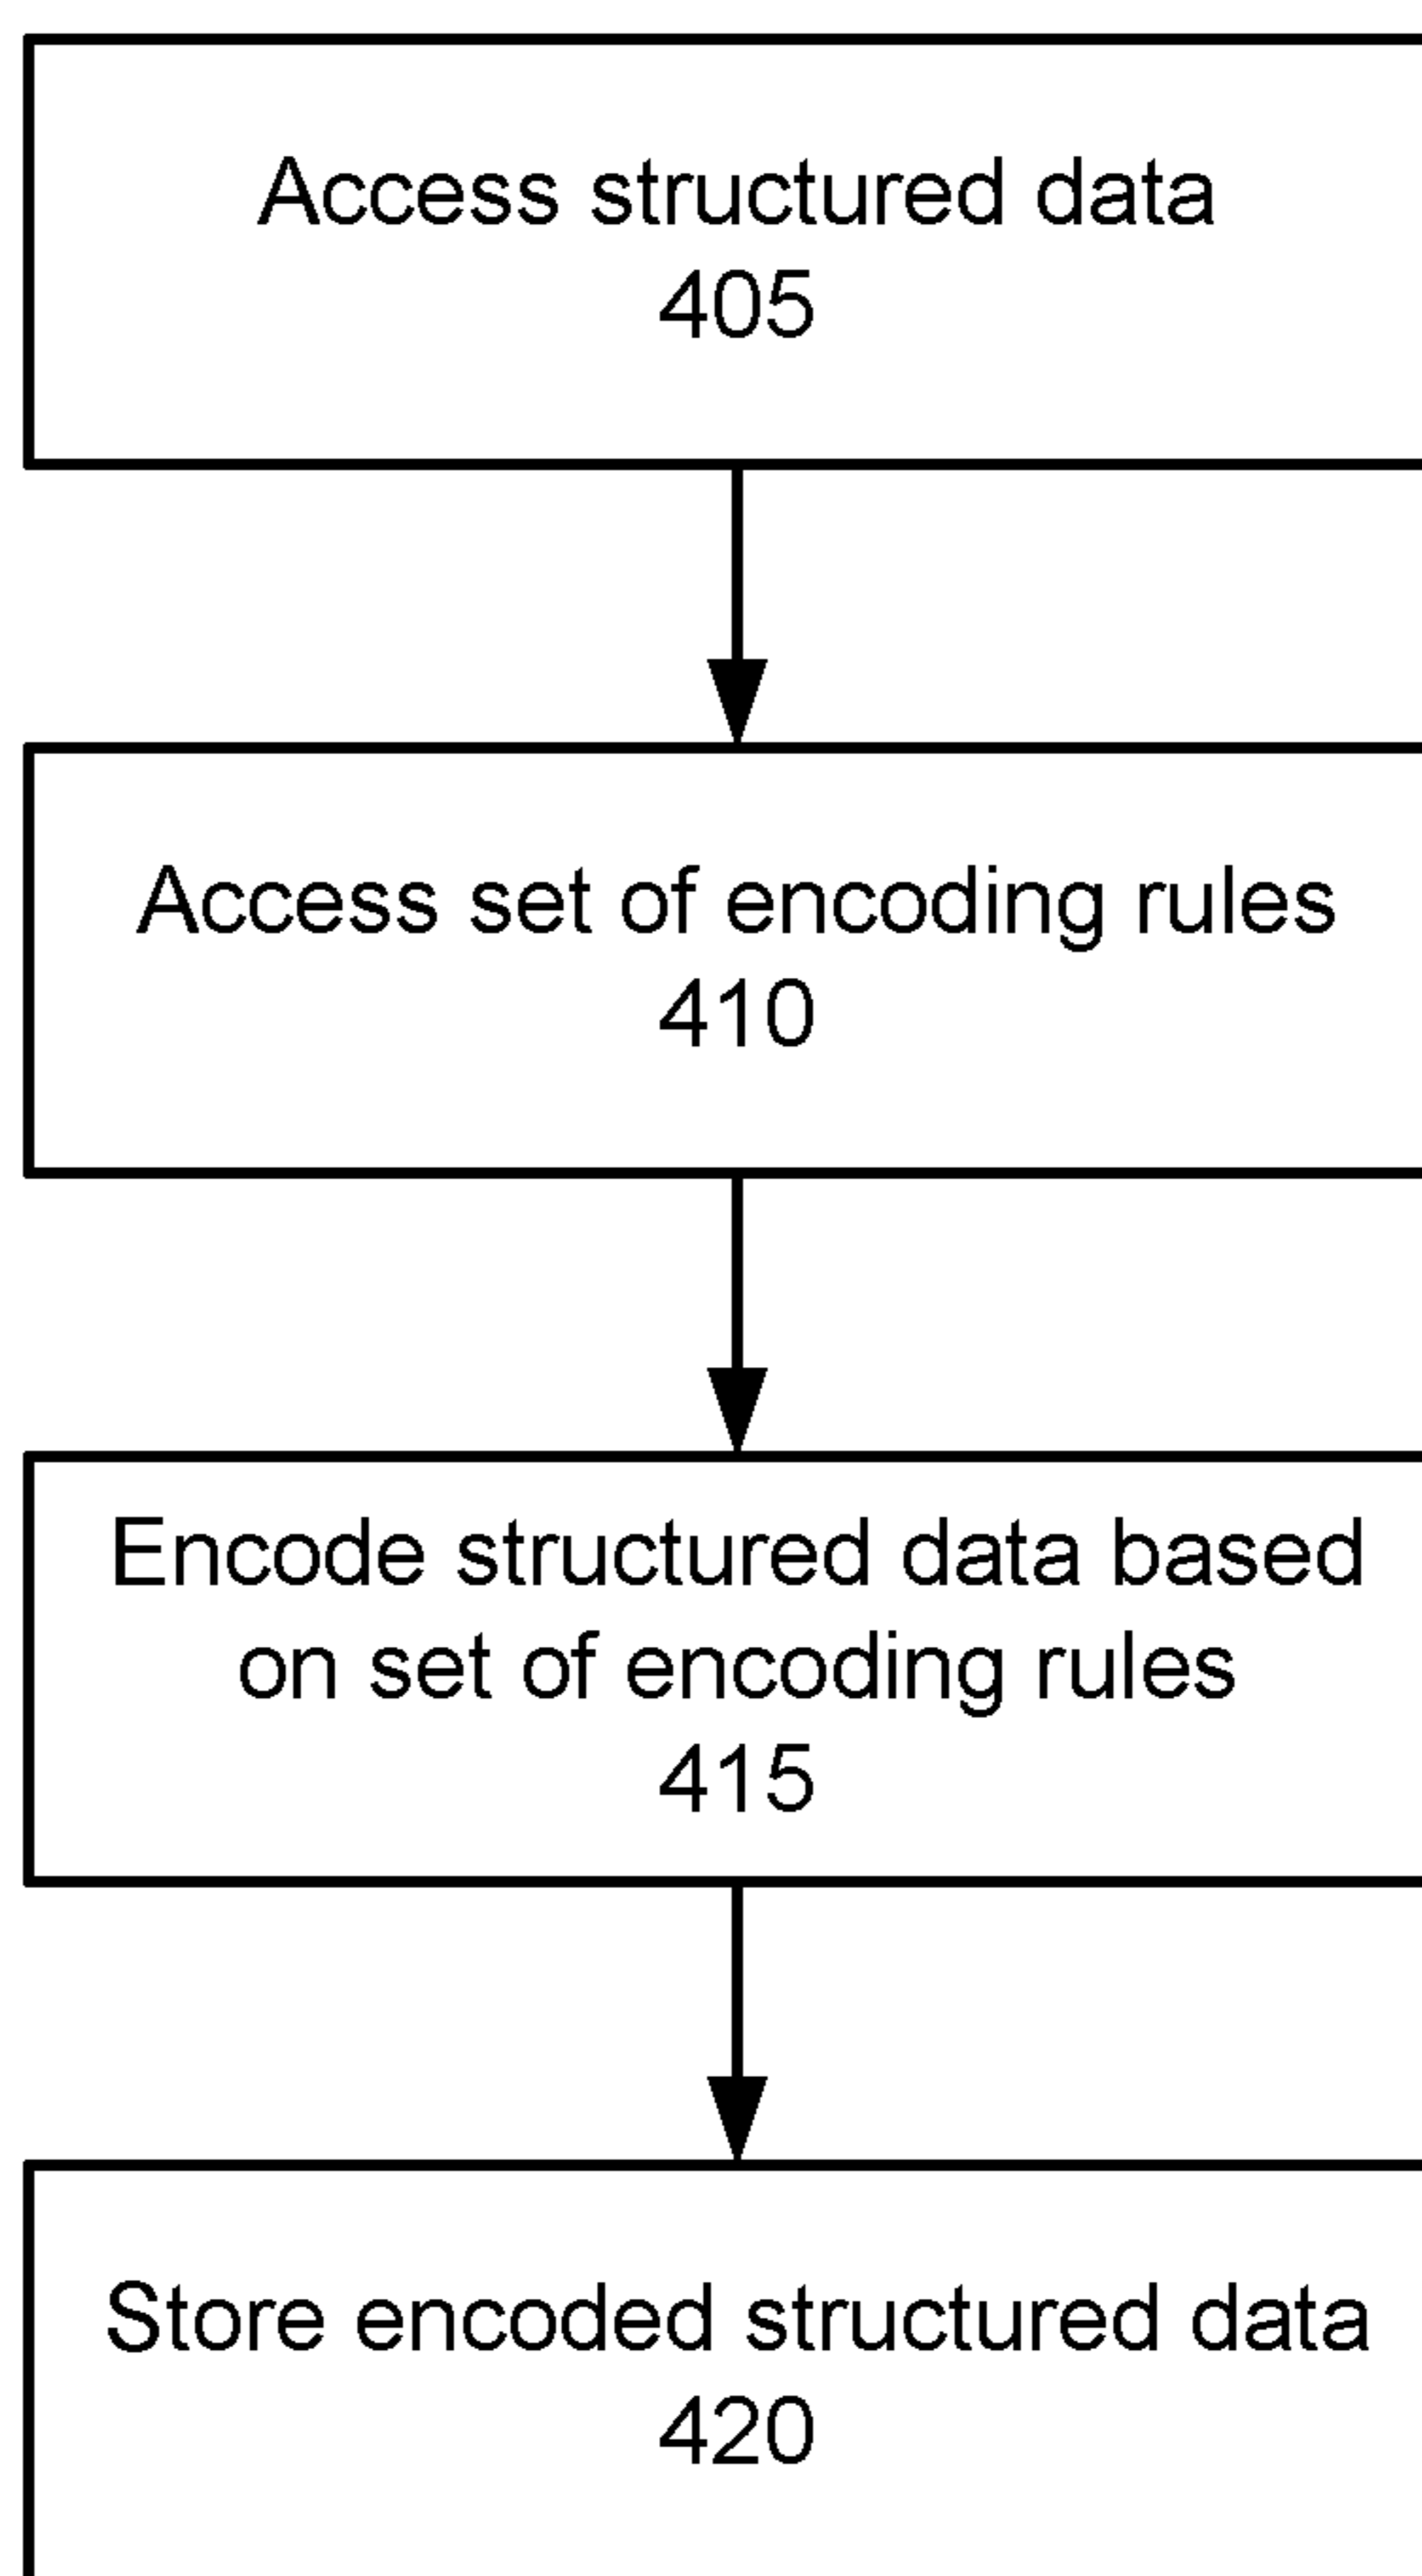 Access structured data
405
Access set of encoding rules
410
Encode structured data based
on set of encoding rules
415
Store encoded structured data
420